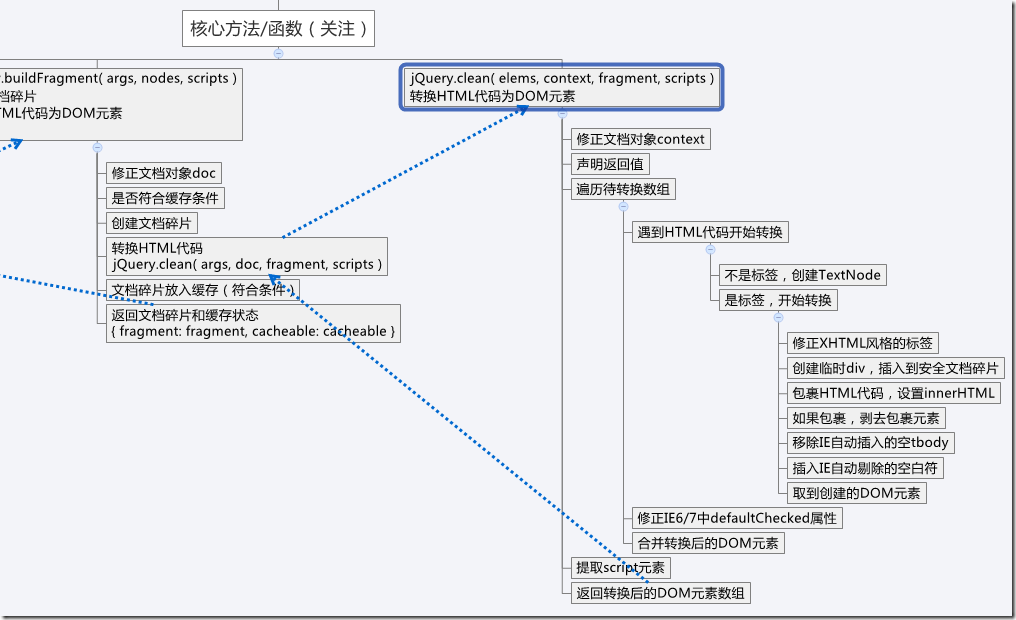 核心方法/函数（关注）
.buildFragment( args, nodes, scripts )
档碎片
TML代码为DOM元素
修正文档对象doc
是否符合缓存条件
创建文档碎片
转换HTML代码
jQuery.clean( args, doc, fragment, scripts )
文档碎片放入缓存（符合条件）
返回文档碎片和缓存状态
{ fragment: fragment, cacheable: cacheable }
jQuery.clean( elems, context, fragment, scripts )
转换HTML代码为DOM元素
修正文档对象context
声明返回值
遍历待转换数组
遇到HTML代码开始转换
不是标签，创建TextNode
是标签，开始转换
修正XHTML风格的标签
创建临时div，插入到安全文档碎片
包裹HTML代码，设置innerHTML
如果包裹，剥去包裹元素
移除IE自动插入的空tbody
插入IE自动剔除的空白符
取到创建的DOM元素
修正IE6/7中defaultChecked属性
合并转换后的DOM元素
提取script元素
返回转换后的DOM元素数组